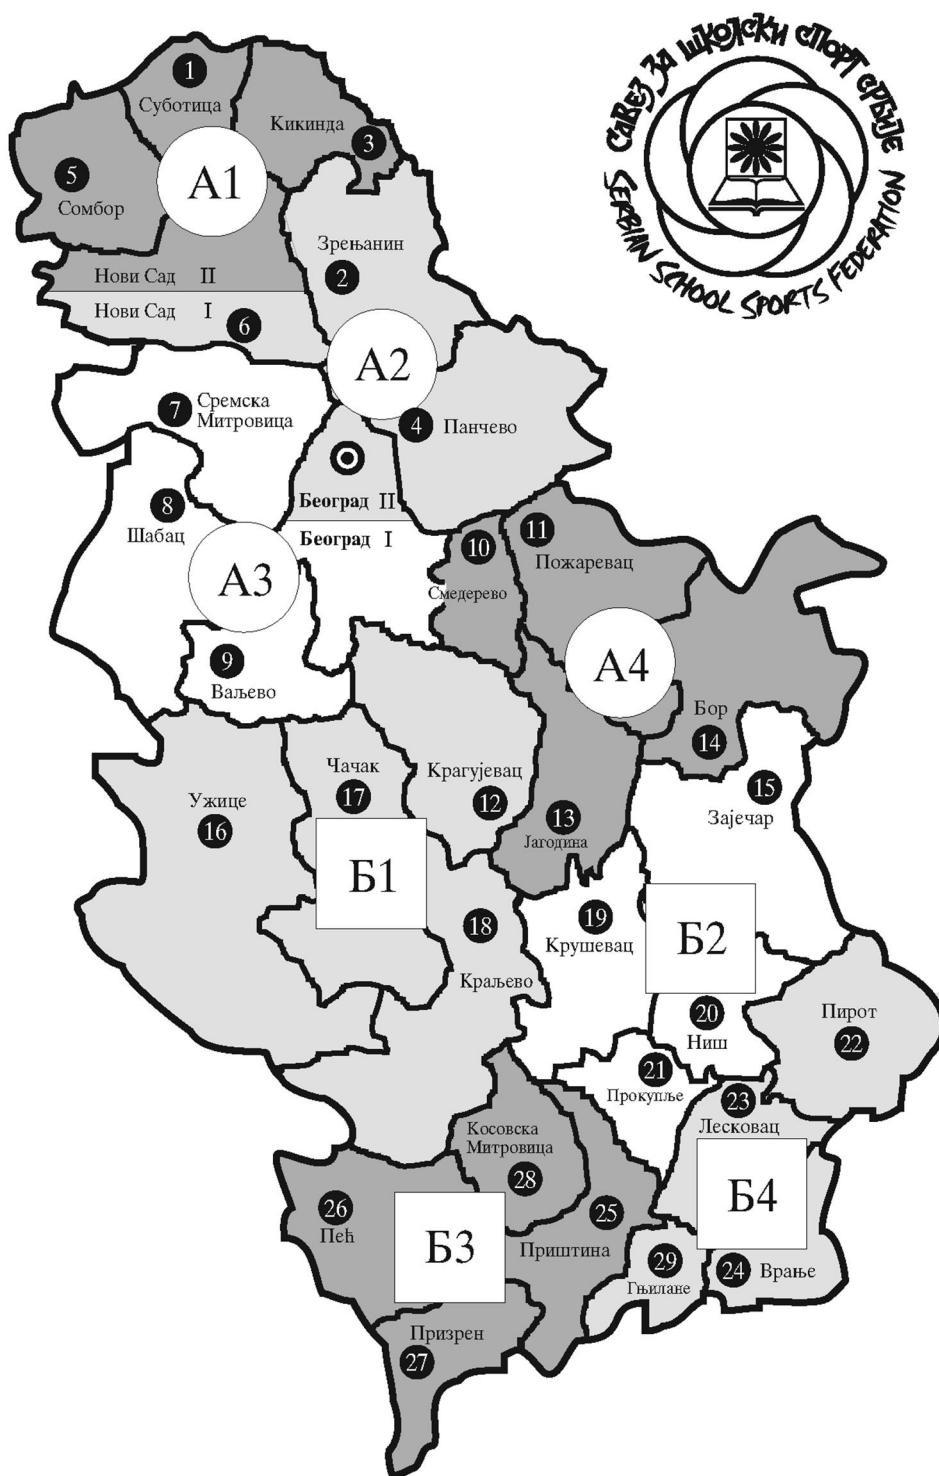 САВЕЗ ЗА ШКОЛСКИ СПОРТ СРБИЈЕ
SERBIAN SCHOOL SPORTS FEDERATION
1
Суботица
Кикинда
3
5
Сомбор
А1
Зрењанин
2
Нови Сад II
Нови Сад I
6
А2
7
Сремска
Митровица
4
Панчево
Београд II
Београд I
8
Шабац
10
Смедерево
11
Пожаревац
А3
9
Ваљево
А4
Бор
14
Ужице
16
Чачак
17
Крагујевац
12
13
Јагодина
15
Зајечар
Б1
18
Краљево
19
Крушевац
Б2
20
Ниш
Пирот
22
21
Прокупље
23
Лесковац
Косовска
Митровица
28
26
Пећ
Б3
25
Приштина
Б4
29
Гњилане
24
Врање
Призрен
27